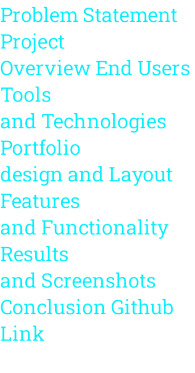 Problem Statement
Project
Overview End Users
Tools
and Technologies
Portfolio
design and Layout
Features
and Functionality
Results
and Screenshots
Conclusion Github
Link